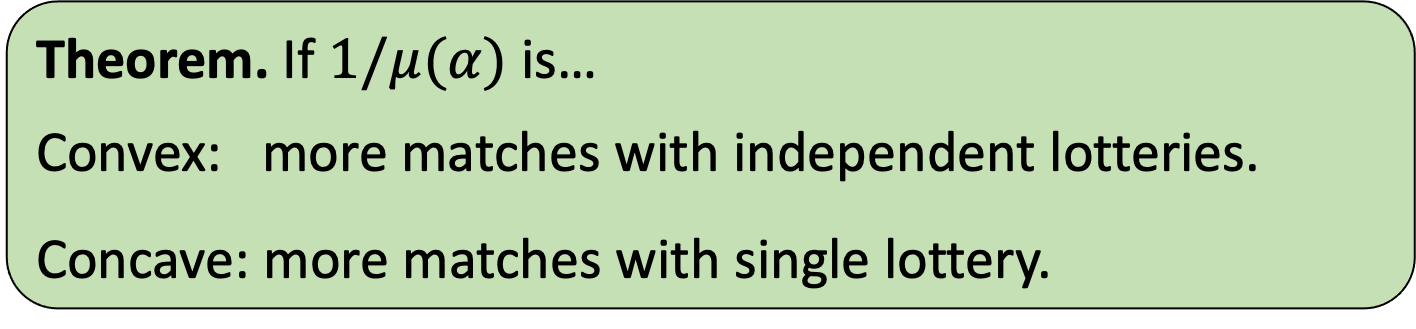 Theorem. If 1/μ(α) is…
Convex: more matches with independent lotteries.
Concave: more matches with single lottery.